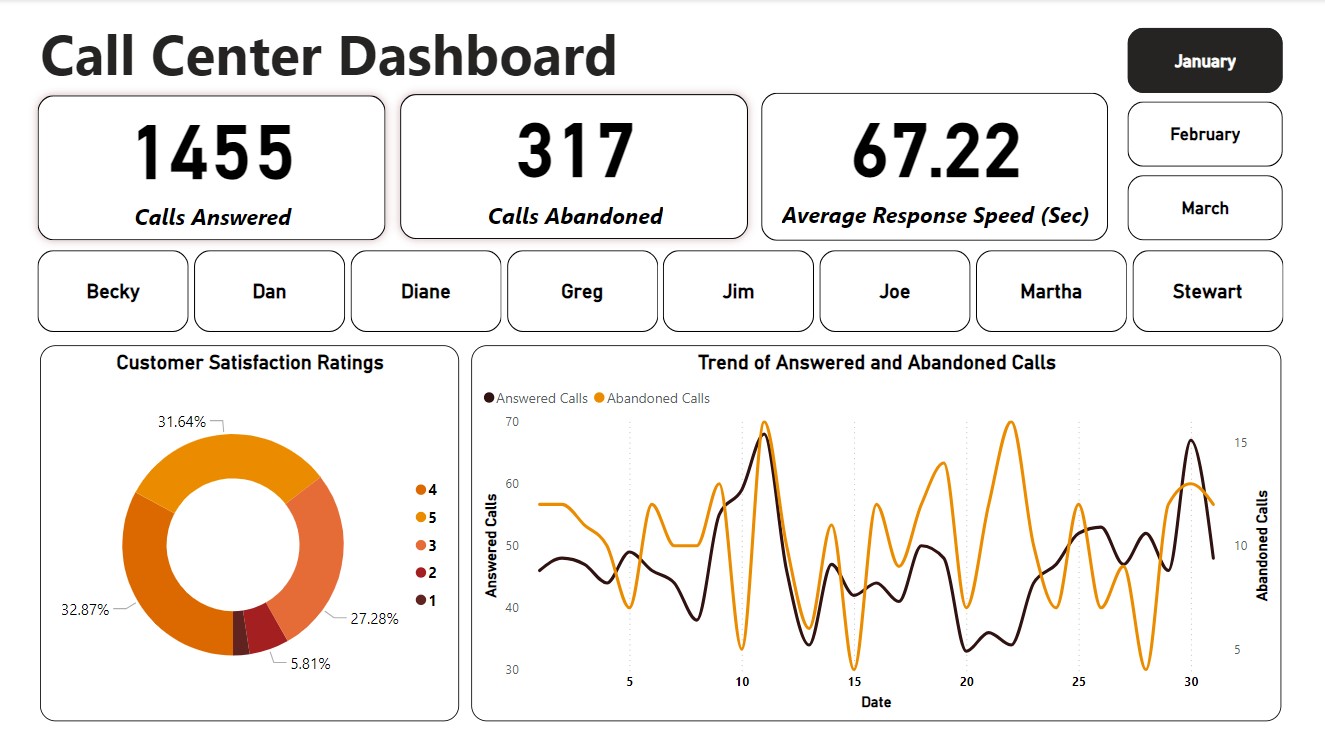 Call Center Dashboard
January
1455
Calls Answered
317
Calls Abandoned
67.22
Average Response Speed (Sec)
February
March
Becky
Dan
Diane
Greg
Jim
Joe
Martha
Stewart
Customer Satisfaction Ratings
31.64%
32.87%
27.28%
5.81%
4
5
3
2
1
Trend of Answered and Abandoned Calls
Answered Calls
Abandoned Calls
70
60
50
40
30
Answered Calls
15
10
5
Abandoned Calls
5
10
15
20
25
30
Date